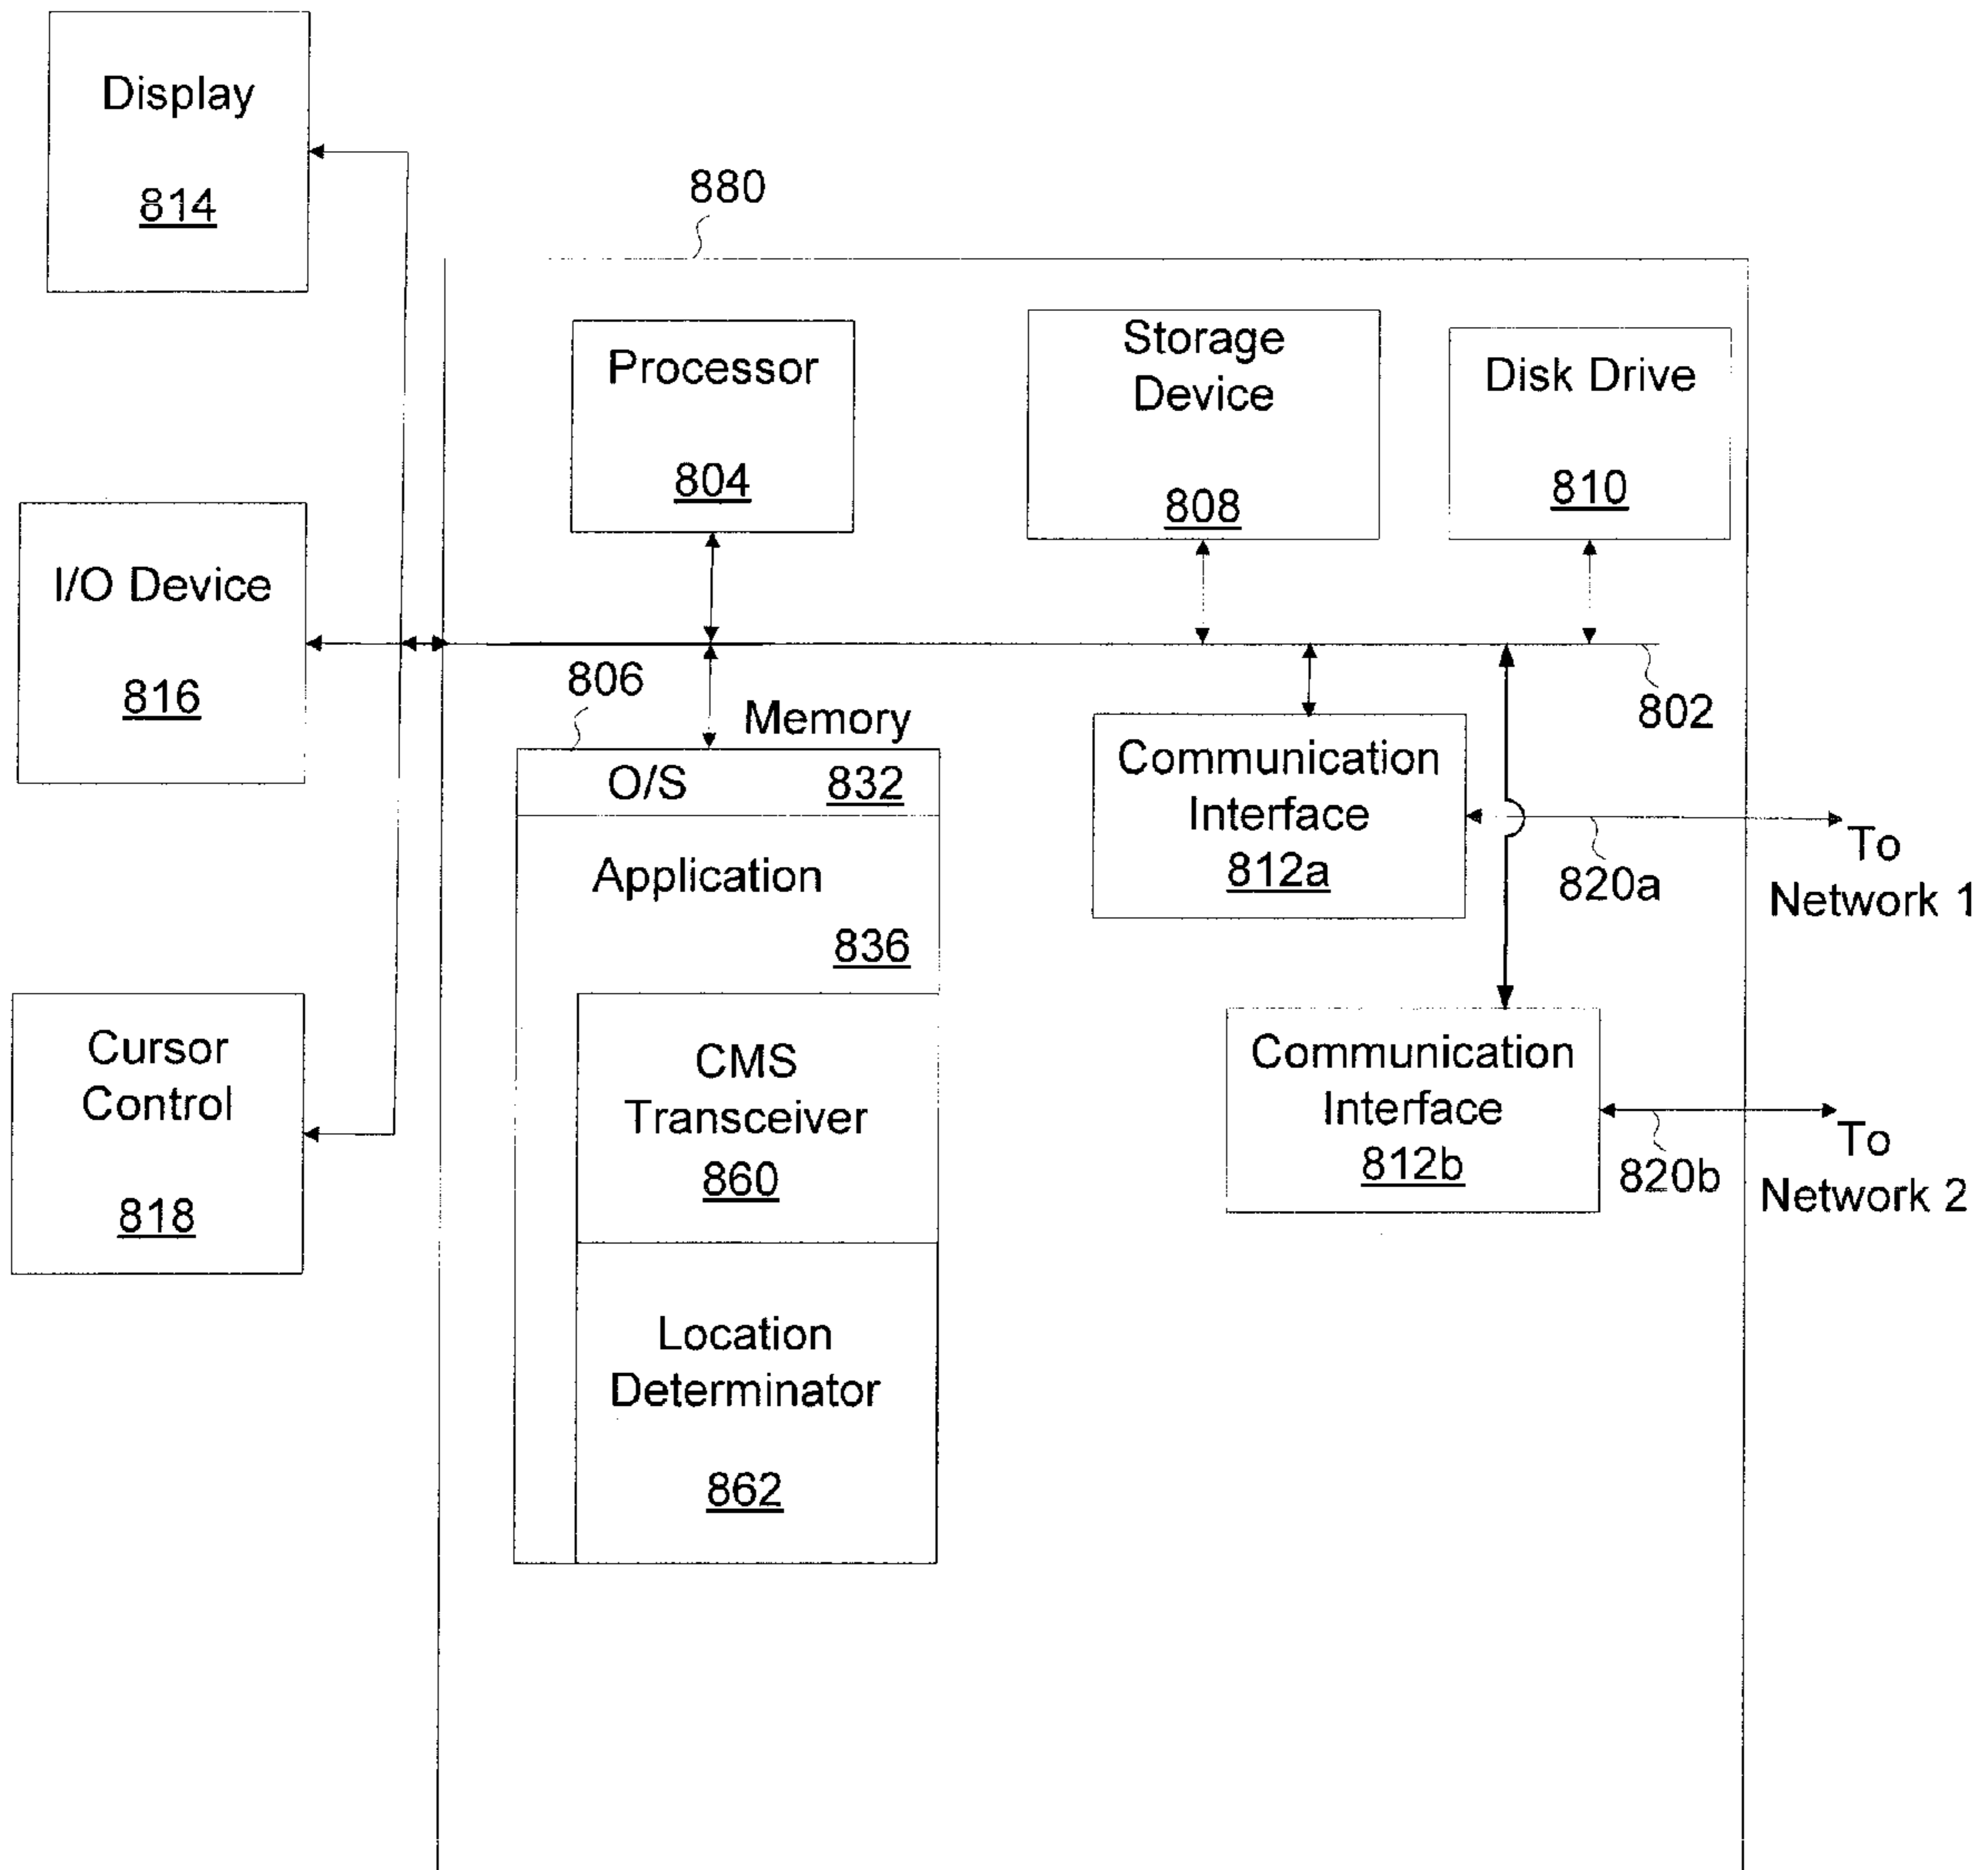 Display
814
880
Processor
804
Storage
Device
808
Disk Drive
810
I/O Device
816
806
Memory
802
O/S 832
Application
836
Communication
Interface
812a
820a
To
Network 1
Cursor
Control
818
CMS
Transceiver
860
Communication
Interface
812b
820b
To
Network 2
Location
Determinator
862